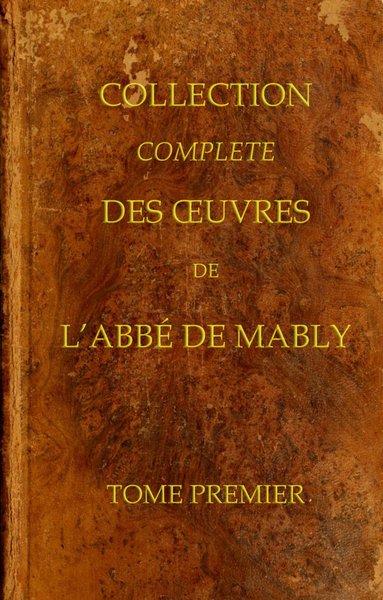 COLLECTION
COMPLETE
DES ŒUVRES
DE
L’ABBÉ DE MABLY
TOME PREMIER.